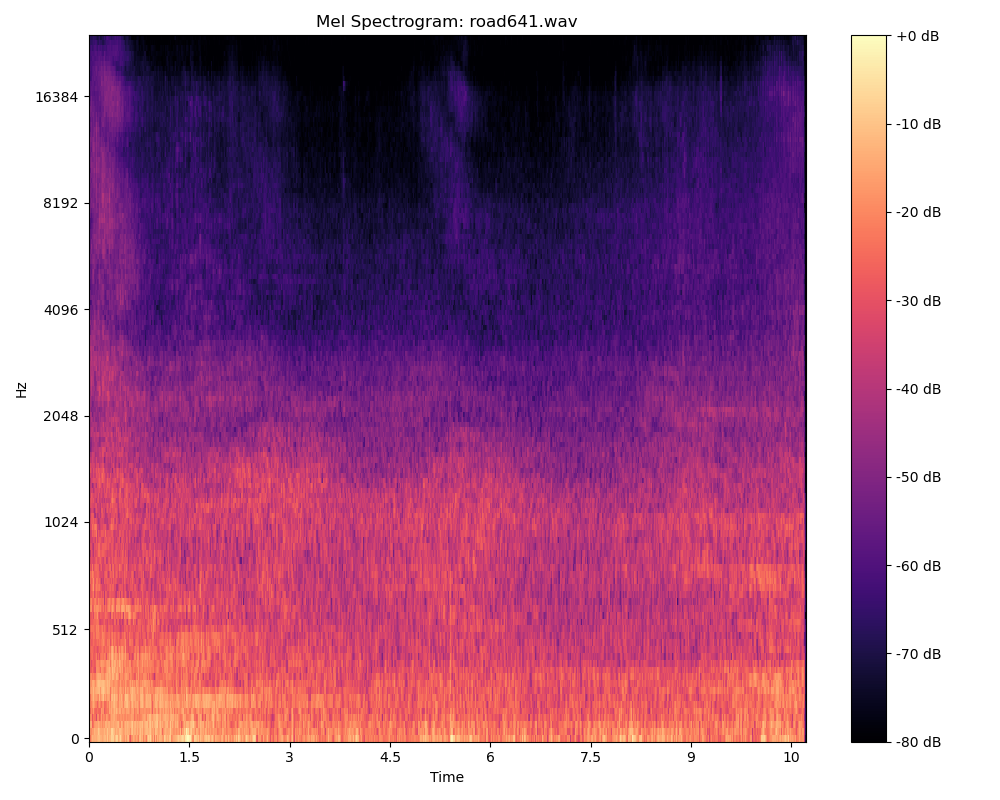 Mel Spectrogram: road641.wav
+0 dB
16384
-10 dB
8192
-20 dB
4096
-30 dB
Hz
2048
-40 dB
-50 dB
1024
-60 dB
512
-70 dB
0
-80 dB
0 1.5 3 4.5 6 7.5 9 10
Time